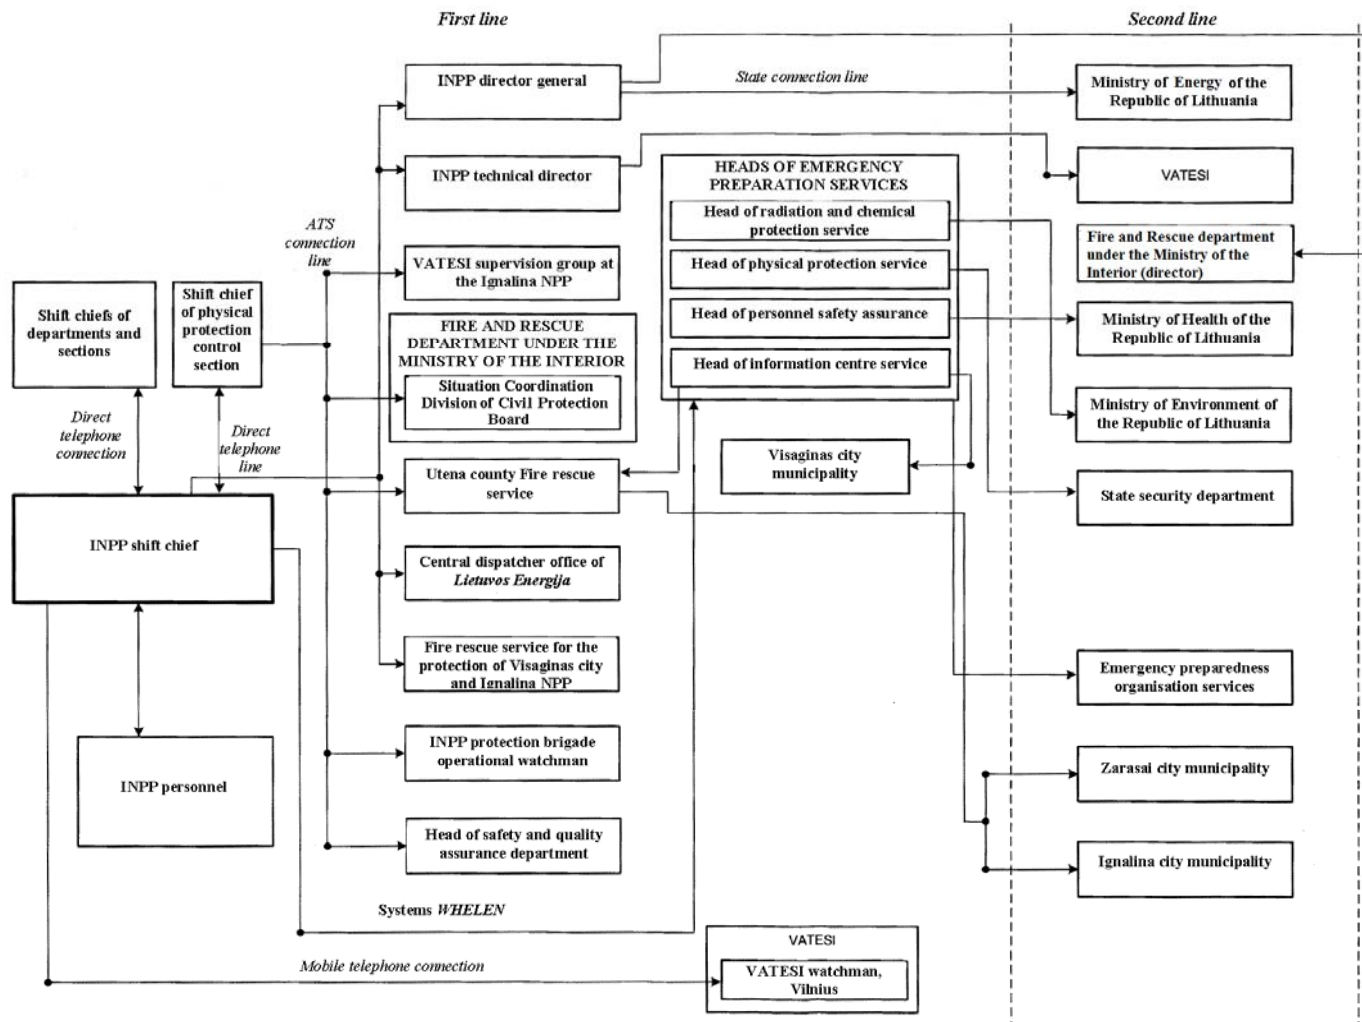 First line
Second line
INPP director general
State connection line
Ministry of Energy of the
Republic of Lithuania
INPP technical director
HEADS OF EMERGENCY
PREPARATION SERVICES
VATESI
Head of radiation and chemical
protection service
ATS
connection
line
VATESI supervision group at
the Ignalina NPP
Head of physical protection service
Fire and Rescue department
under the Ministry of the
Interior (director)
Shift chiefs of
departments and
sections
Shift chief
of physical
protection
control
section
FIRE AND RESCUE
DEPARTMENT UNDER THE
MINISTRY OF THE INTERIOR
Situation Coordination
Division of Civil Protection
Board
Head of personnel safety assurance
Ministry of Health of the
Republic of Lithuania
Head of information centre service
Ministry of Environment of
the Republic of Lithuania
Direct
telephone
connection
Direct
telephone
line
Utena county Fire rescue
service
Visaginas city
municipality
State security department
INPP shift chief
Central dispatcher office of
Lietuvos Energija
Fire rescue service for the
protection of Visaginas city
and Ignalina NPP
Emergency preparedness
organisation services
INPP personnel
INPP protection brigade
operational watchman
Zarasai city municipality
Head of safety and quality
assurance department
Ignalina city municipality
Systems WHELEN
Mobile telephone connection
VATESI
VATESI watchman,
Vilnius